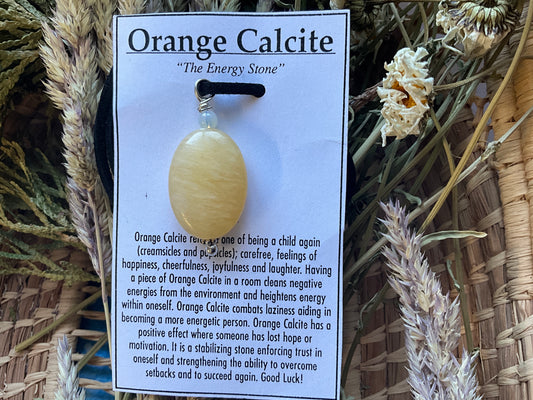 Orange Calcite
"The Energy Stone"
Orange Calcite one of being a child again
(creamsicles and carefree, feelings of
happiness, cheerfulness, joyfulness and laughter. Having
a piece of Orange Calcite in a room cleans negative
energies from the environment and heightens energy
within oneself. Orange Calcite combats laziness aiding in
becoming a more energetic person. Orange Calcite has a
positive effect where someone has lost hope or
motivation. It is a stabilizing stone enforcing trust in
oneself and strengthening the ability to overcome
setbacks and to succeed again. Good Luck!